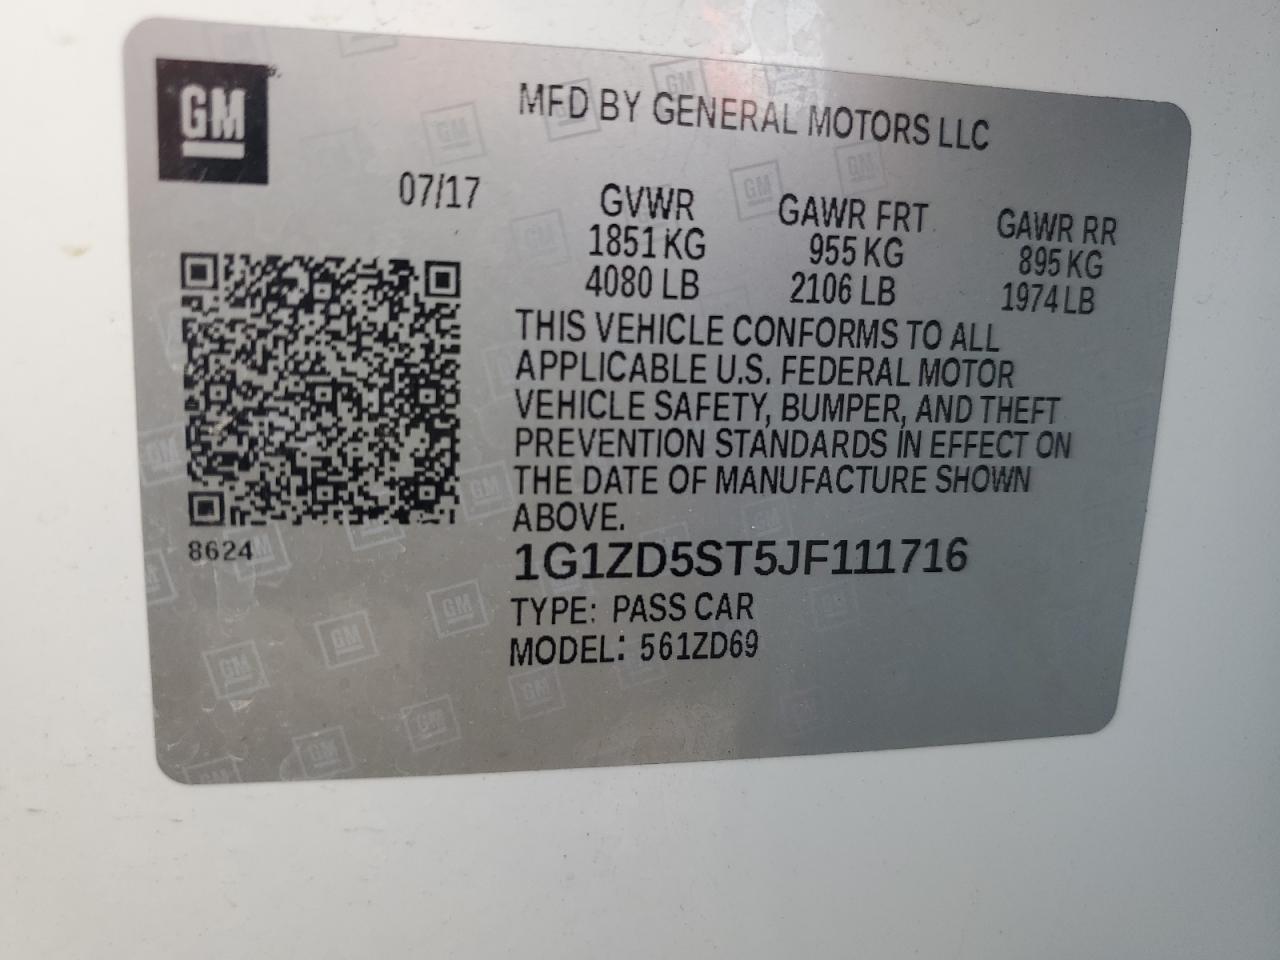 GM
MFD BY GENERAL MOTORS LLC
07/17
GVWR GAWR FRT GAWR RR
1851 KG 955 KG 895 KG
4080 LB 2106 LB 1974 LB
THIS VEHICLE CONFORMS TO ALL
APPLICABLE U.S. FEDERAL MOTOR
VEHICLE SAFETY, BUMPER, AND THEFT
PREVENTION STANDARDS IN EFFECT ON
THE DATE OF MANUFACTURE SHOWN
ABOVE.
8624
1G1ZD5ST5JF111716
TYPE: PASS CAR
MODEL: 561ZD69